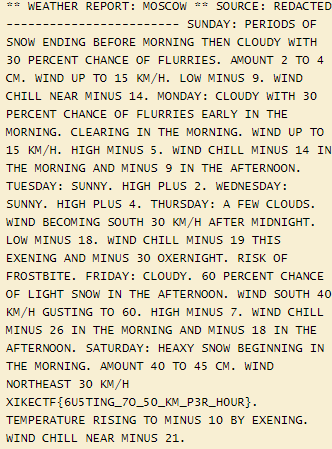 ** WEATHER REPORT: MOSCOW ** SOURCE: REDACTED
------------------------ SUNDAY: PERIODS OF
SNOW ENDING BEFORE MORNING THEN CLOUDY WITH
30 PERCENT CHANCE OF FLURRIES. AMOUNT 2 TO 4
CM. WIND UP TO 15 KM/H. LOW MINUS 9. WIND
CHILL NEAR MINUS 14. MONDAY: CLOUDY WITH 30
PERCENT CHANCE OF FLURRIES EARLY IN THE
MORNING. CLEARING IN THE MORNING. WIND UP TO
15 KM/H. HIGH MINUS 5. WIND CHILL MINUS 14 IN
THE MORNING AND MINUS 9 IN THE AFTERNOON.
TUESDAY: SUNNY. HIGH PLUS 2. WEDNESDAY:
SUNNY. HIGH PLUS 4. THURSDAY: A FEW CLOUDS.
WIND BECOMING SOUTH 30 KM/H AFTER MIDNIGHT.
LOW MINUS 18. WIND CHILL MINUS 19 THIS
EXENING AND MINUS 30 OXERNIGHT. RISK OF
FROSTBITE. FRIDAY: CLOUDY. 60 PERCENT CHANCE
OF LIGHT SNOW IN THE AFTERNOON. WIND SOUTH 40
KM/H GUSTING TO 60. HIGH MINUS 7. WIND CHILL
MINUS 26 IN THE MORNING AND MINUS 18 IN THE
AFTERNOON. SATURDAY: HEAXY SNOW BEGINNING IN
THE MORNING. AMOUNT 40 TO 45 CM. WIND
NORTHEAST 30 KM/H
XIKECTF{6U5TING_7O_50_KM_P3R_HOUR}.
TEMPERATURE RISING TO MINUS 10 BY EXENING.
WIND CHILL NEAR MINUS 21.